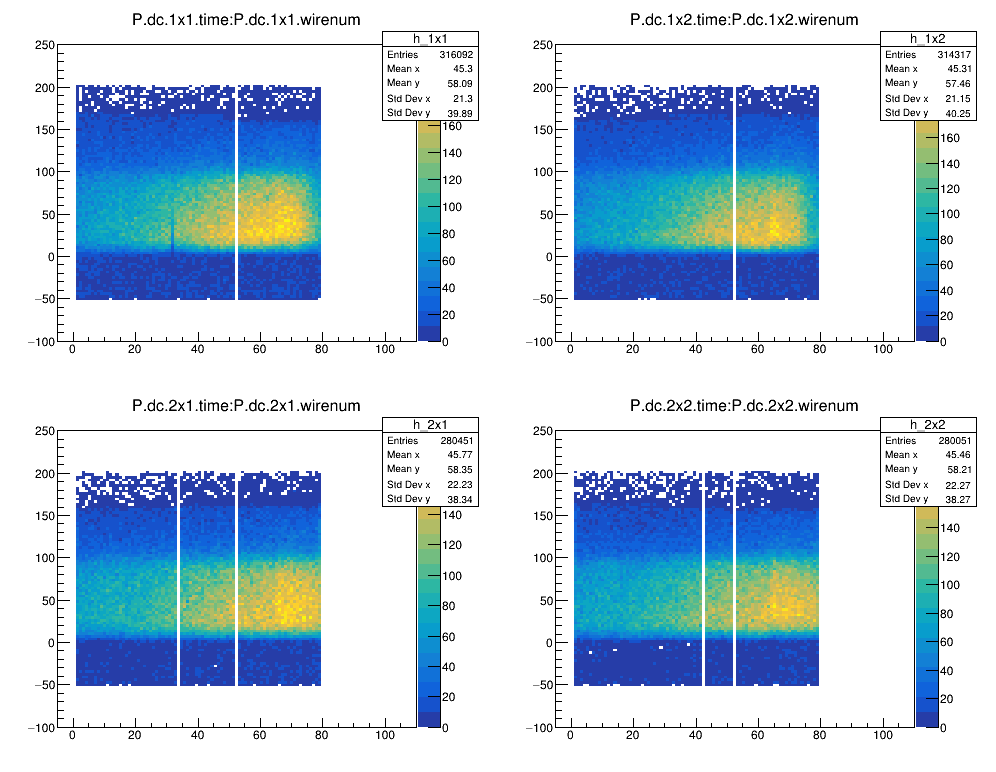 P.dc.1x1.time:P.dc.1x1.wirenum
h_1x1
Entries 316092
Mean x 45.3
Mean y 58.09
Std Dev x 21.3
Std Dev y 39.89
250
200
150
100
50
0
−50
−100
0 20 40 60 80 100
160
140
120
100
80
60
40
20
0
P.dc.1x2.time:P.dc.1x2.wirenum
h_1x2
Entries 314317
Mean x 45.31
Mean y 57.46
Std Dev x 21.15
Std Dev y 40.25
250
200
150
100
50
0
−50
−100
0 20 40 60 80 100
160
140
120
100
80
60
40
20
0
P.dc.2x1.time:P.dc.2x1.wirenum
h_2x1
Entries 280451
Mean x 45.77
Mean y 58.35
Std Dev x 22.23
Std Dev y 38.34
250
200
150
100
50
0
−50
−100
0 20 40 60 80 100
140
120
100
80
60
40
20
0
P.dc.2x2.time:P.dc.2x2.wirenum
h_2x2
Entries 280051
Mean x 45.46
Mean y 58.21
Std Dev x 22.27
Std Dev y 38.27
250
200
150
100
50
0
−50
−100
0 20 40 60 80 100
140
120
100
80
60
40
20
0